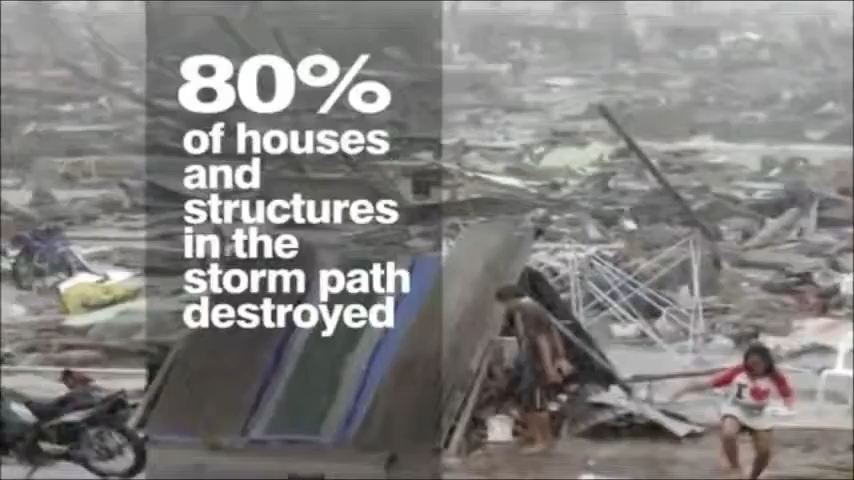 80%
of houses
and
structures
in the
storm path
destroyed
I